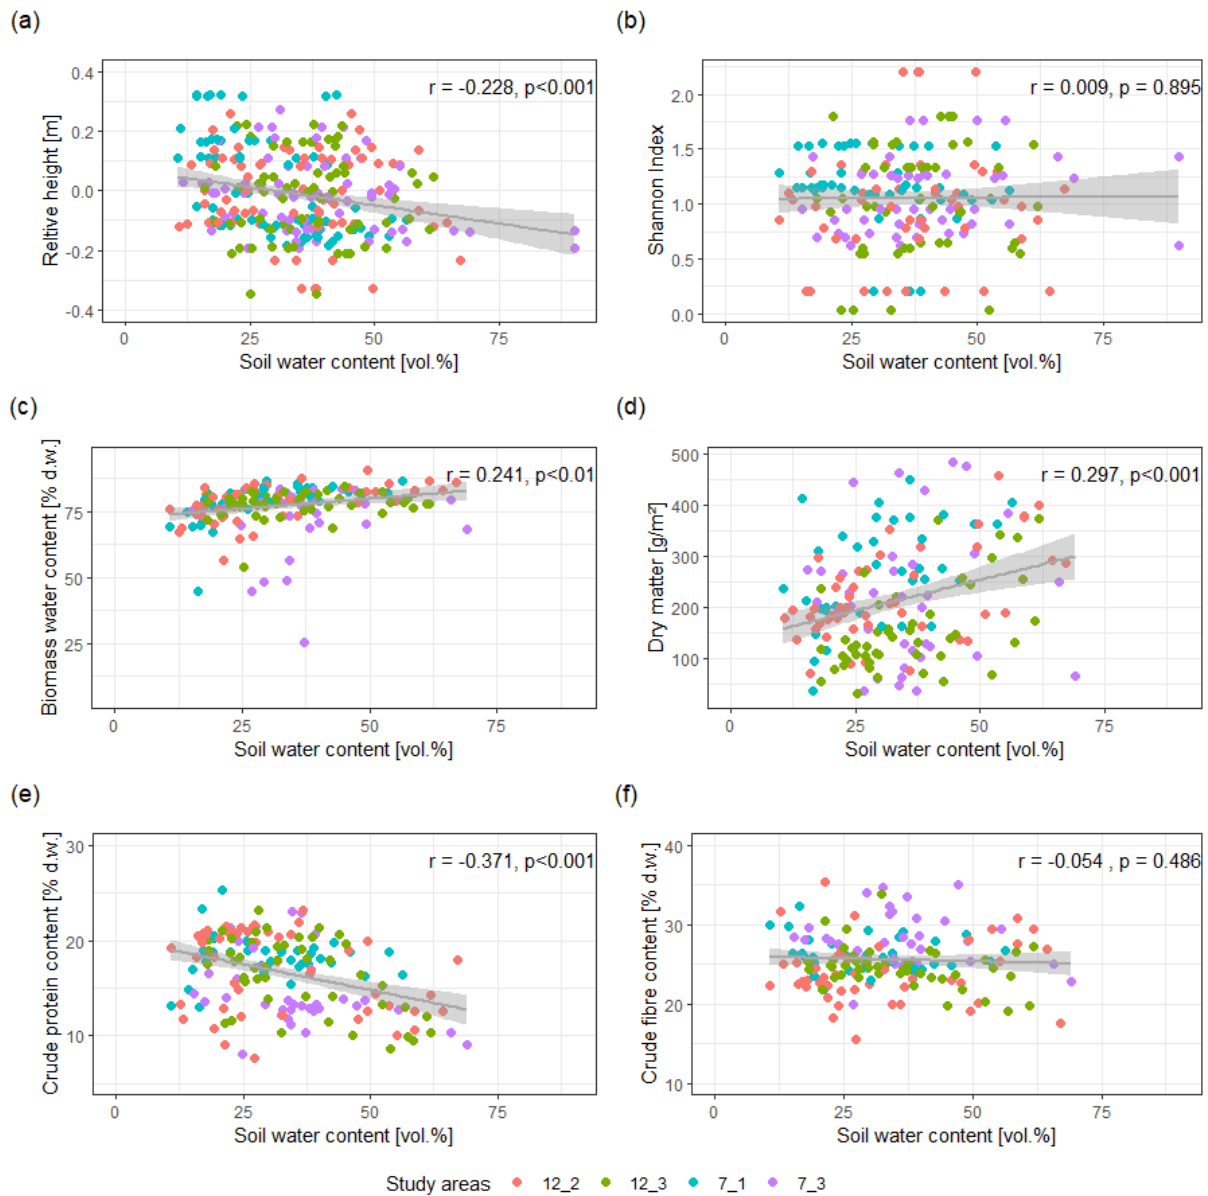 (a)
r = -0.228, p<0.001
Reltive height [m]
0.4
0.2
0.0
-0.2
-0.4
0 25 50 75
Soil water content [vol.%]
(b)
r = 0.009, p = 0.895
Shannon Index
2.0
1.5
1.0
0.5
0.0
0 25 50 75
Soil water content [vol.%]
(c)
r = 0.241, p<0.01
Biomass water content [% d.w.]
75
50
25
0 25 50 75
Soil water content [vol.%]
(d)
r = 0.297, p<0.001
Dry matter [g/m²]
500
400
300
200
100
0 25 50 75
Soil water content [vol.%]
(e)
r = -0.371, p<0.001
Crude protein content [% d.w.]
30
20
10
0 25 50 75
Soil water content [vol.%]
(f)
r = -0.054 , p = 0.486
Crude fibre content [% d.w.]
40
30
20
10
0 25 50 75
Soil water content [vol.%]
Study areas 12_2 12_3 7_1 7_3